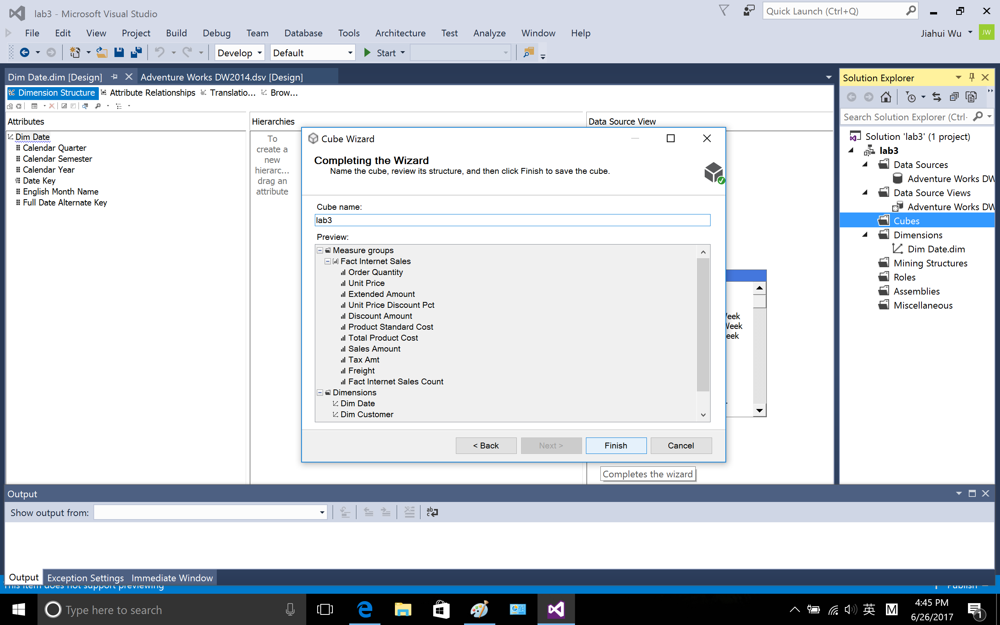 lab3 - Microsoft Visual Studio
Quick Launch (Ctrl+Q)
File Edit View Project Build Debug Team Database Tools Architecture Test Analyze Window Help
Jiahui Wu
JW
Develop Default Start
Dim Date.dim [Design] Adventure Works DW2014.dsv [Design]
Dimension Structure Attribute Relationships Translatio... Brow...
Attributes
Dim Date
Calendar Quarter
Calendar Semester
Calendar Year
Date Key
English Month Name
Full Date Alternate Key
Hierarchies
To
create a
new
hierarc...
drag an
attribute
Data Source View
Cube Wizard
Completing the Wizard
Name the cube, review its structure, and then click Finish to save the cube.
Cube name:
lab3
Preview:
Measure groups
Fact Internet Sales
Order Quantity
Unit Price
Extended Amount
Unit Price Discount Pct
Discount Amount
Product Standard Cost
Total Product Cost
Sales Amount
Tax Amt
Freight
Fact Internet Sales Count
Dimensions
Dim Date
Dim Customer
< Back Next > Finish Cancel
Completes the wizard
Solution Explorer
Search Solution Explorer (Ctrl-
Solution 'lab3' (1 project)
lab3
Data Sources
Adventure Works DW
Data Source Views
Adventure Works DW
Cubes
Dimensions
Dim Date.dim
Mining Structures
Roles
Assemblies
Miscellaneous
Output
Show output from:
Output Exception Settings Immediate Window
This item does not support previewing
Publish
Type here to search
英
M
4:45 PM
6/26/2017
1